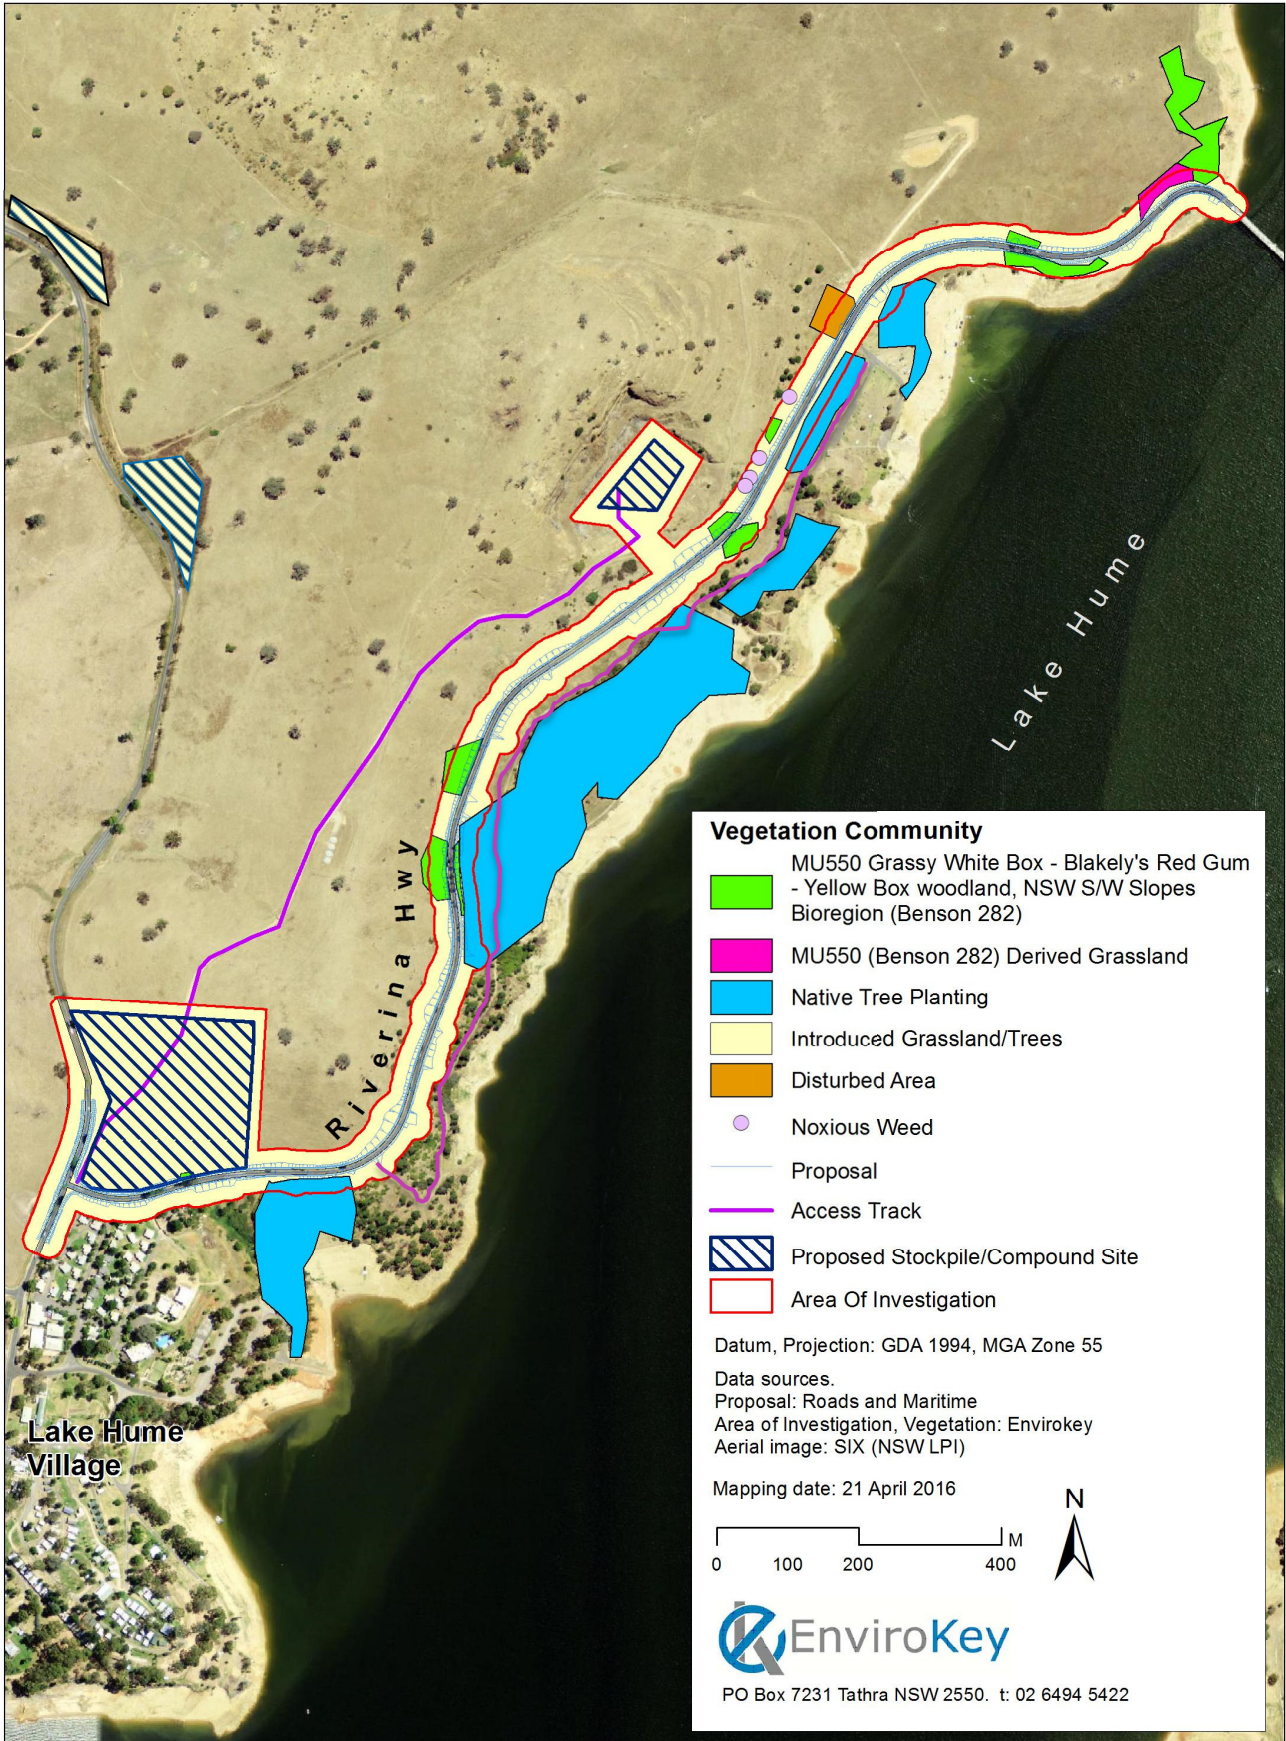 Lake Hume
Riverina Hwy
Lake Hume
Village
Vegetation Community
MU550 Grassy White Box - Blakely's Red Gum
- Yellow Box woodland, NSW S/W Slopes
Bioregion (Benson 282)
MU550 (Benson 282) Derived Grassland
Native Tree Planting
Introduced Grassland/Trees
Disturbed Area
Noxious Weed
Proposal
Access Track
Proposed Stockpile/Compound Site
Area Of Investigation
Datum, Projection: GDA 1994, MGA Zone 55
Data sources.
Proposal: Roads and Maritime
Area of Investigation, Vegetation: Envirokey
Aerial image: SIX (NSW LPI)
Mapping date: 21 April 2016
N
M
0 100 200 400
EnviroKey
PO Box 7231 Tathra NSW 2550. t: 02 6494 5422